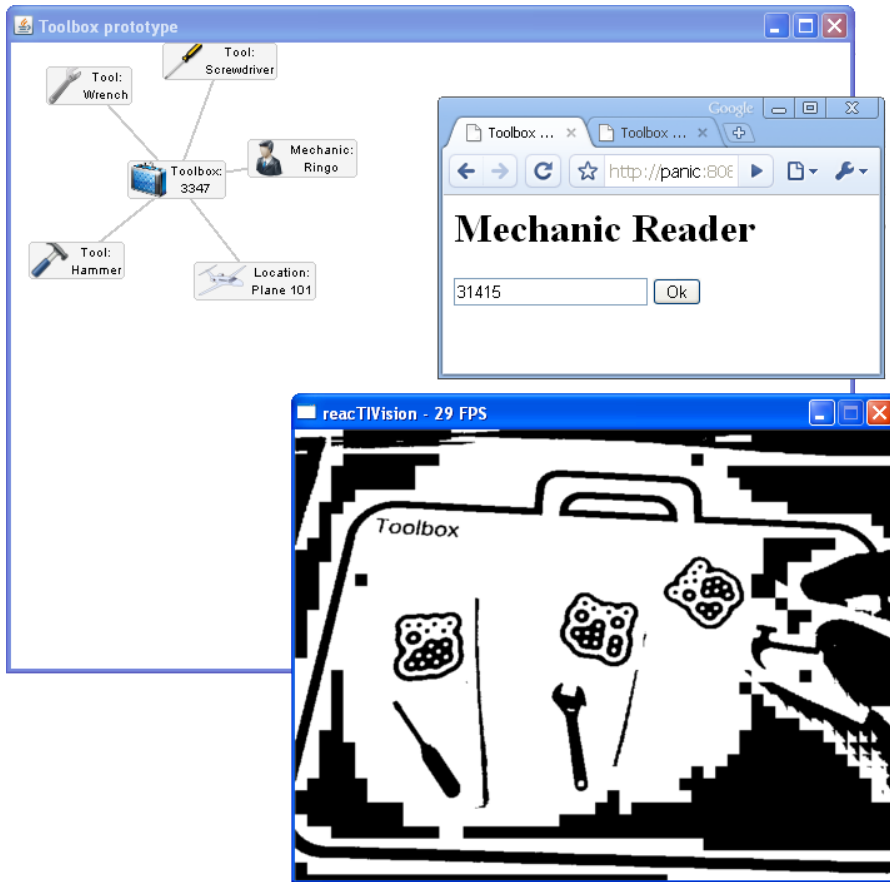 Toolbox prototype
Tool:
Screwdriver
Tool:
Wrench
Mechanic:
Ringo
Toolbox:
3347
Tool:
Hammer
Location:
Plane 101
Google
Toolbox ...
Toolbox ...
http://panic:808
Mechanic Reader
31415
Ok
reacTIVision - 29 FPS
Toolbox